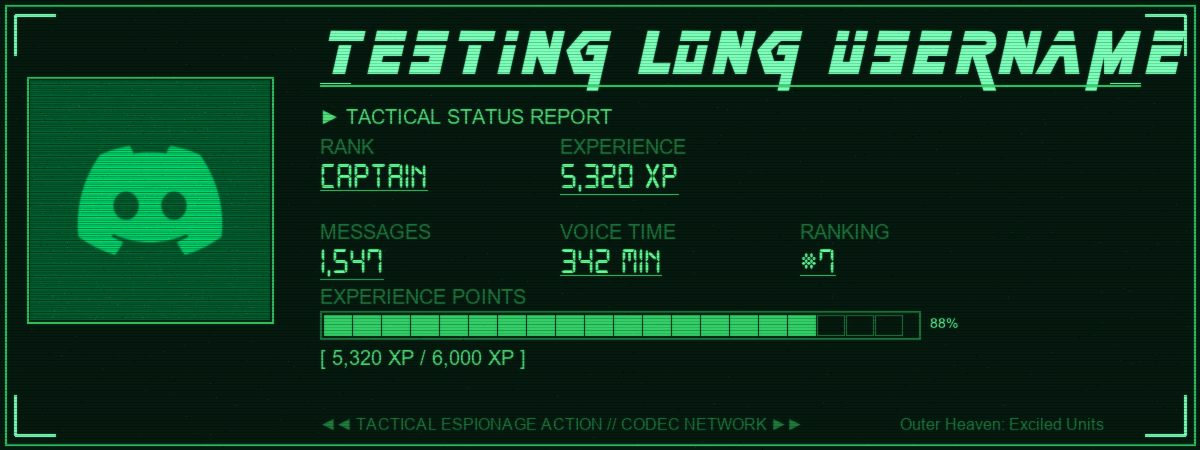 TESTING LONG USERNAME
► TACTICAL STATUS REPORT
RANK EXPERIENCE
CAPTAIN 5,320 XP
MESSAGES VOICE TIME RANKING
1,547 342 MIN #7
EXPERIENCE POINTS
88%
[ 5,320 XP / 6,000 XP ]
◄◄ TACTICAL ESPIONAGE ACTION // CODEC NETWORK ►► Outer Heaven: Exciled Units